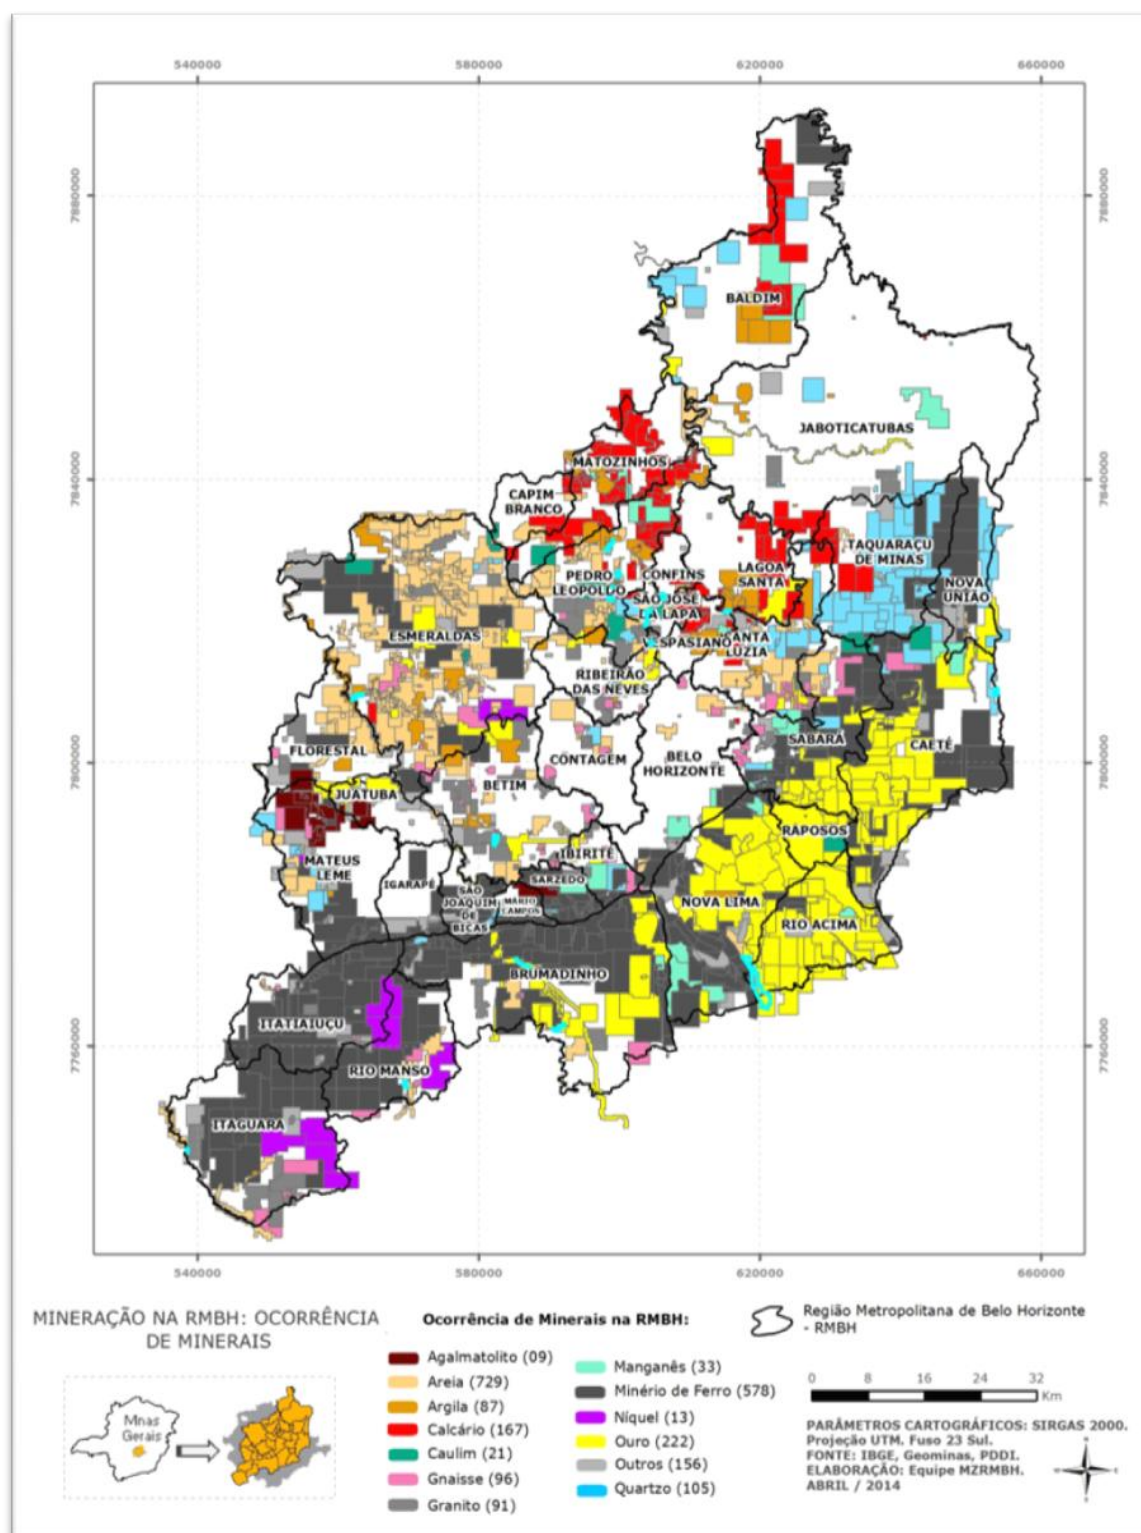 540000
580000
620000
660000
7880000
7880000
BALDIM
JABOTICATUBAS
7840000
7840000
MATOZINHOS
CAPIM
BRANCO
TAQUARAÇU
DE MINAS
PEDRO
LEOPOLDO
CONFINS
LAGOA
SANTA
NOVA
UNIÃO
SÃO JOSÉ
DA LAPA
ESMERALDAS
VESPASIANO
SANTA
LUZIA
RIBEIRÃO
DAS NEVES
FLORESTAL
SABARÁ
CAETÉ
7800000
7800000
CONTAGEM
BELO
HORIZONTE
BETIM
JUATUBA
RAPOSOS
MATEUS
LEME
IBIRITÉ
IGARAPÉ
SARZEDO
SÃO
JOAQUIM
DE
BICAS
MÁRIO
CAMPOS
NOVA LIMA
RIO ACIMA
BRUMADINHO
ITATIAIUÇU
7760000
7760000
RIO MANSO
ITAGUARA
540000
580000
620000
660000
MINERAÇÃO NA RMBH: OCORRÊNCIA
DE MINERAIS
Minas
Gerais
Ocorrência de Minerais na RMBH:
Agalmatolito (09)
Areia (729)
Argila (87)
Calcário (167)
Caulim (21)
Gnaisse (96)
Granito (91)
Manganês (33)
Minério de Ferro (578)
Níquel (13)
Ouro (222)
Outros (156)
Quartzo (105)
Região Metropolitana de Belo Horizonte
- RMBH
0 8 16 24 32
Km
PARÂMETROS CARTOGRÁFICOS: SIRGAS 2000.
Projeção UTM. Fuso 23 Sul.
FONTE: IBGE, Geominas, PDDI.
ELABORAÇÃO: Equipe MZRMBH.
ABRIL / 2014